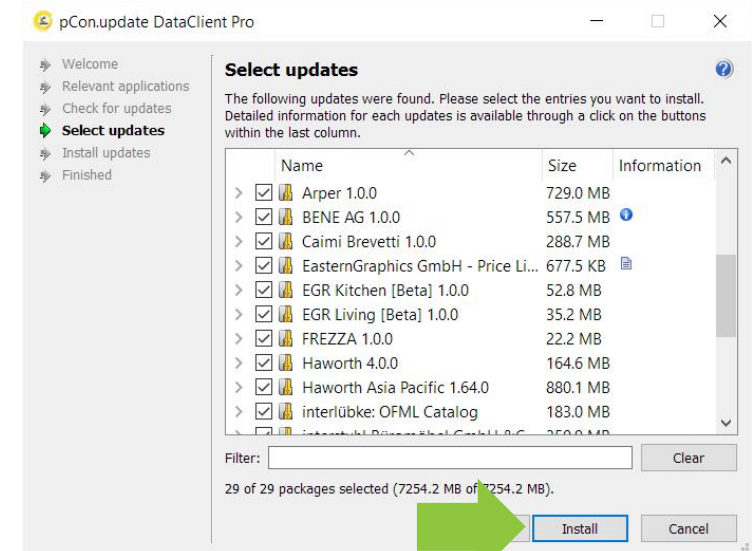 pCon.update DataClient Pro
Welcome
Relevant applications
Check for updates
Select updates
Install updates
Finished
Select updates
The following updates were found. Please select the entries you want to install.
Detailed information for each updates is available through a click on the buttons
within the last column.
Name Size Information
Arper 1.0.0 729.0 MB
BENE AG 1.0.0 557.5 MB
Caimi Brevetti 1.0.0 288.7 MB
EasternGraphics GmbH - Price Li... 677.5 KB
EGR Kitchen [Beta] 1.0.0 52.8 MB
EGR Living [Beta] 1.0.0 35.2 MB
FREZZA 1.0.0 22.2 MB
Haworth 4.0.0 164.6 MB
Haworth Asia Pacific 1.64.0 880.1 MB
interlübke: OFML Catalog 183.0 MB
Filter:
Clear
29 of 29 packages selected (7254.2 MB of 7254.2 MB).
Install
Cancel